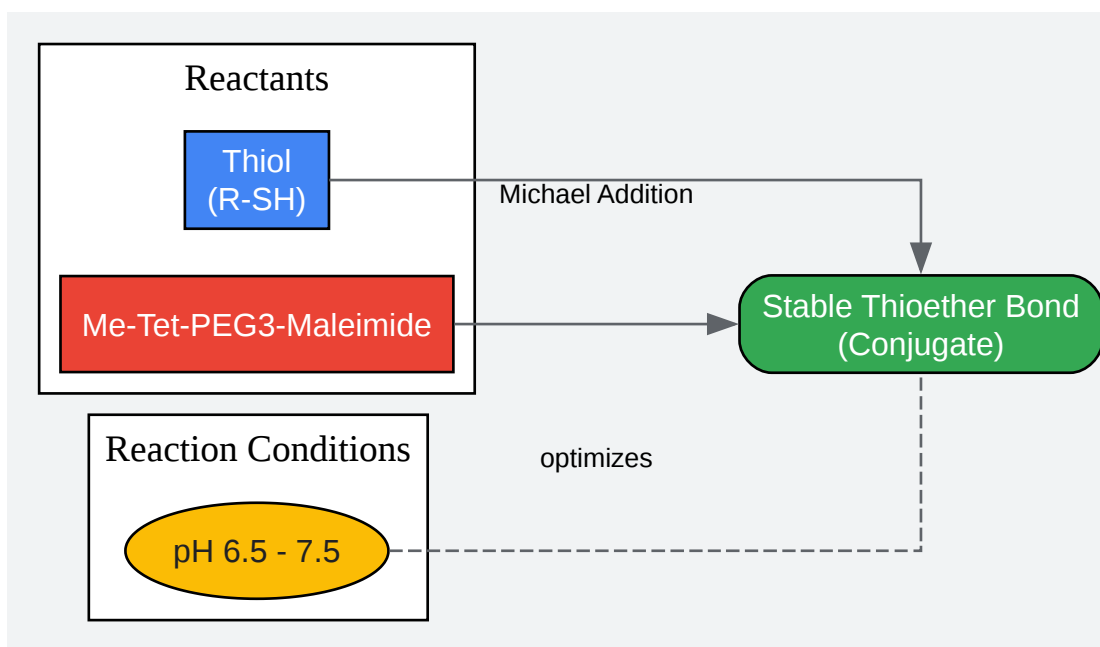 Reactants
Thiol
(R-SH)
Michael Addition
Me-Tet-PEG3-Maleimide
Stable Thioether Bond
(Conjugate)
Reaction Conditions
optimizes
pH 6.5 - 7.5